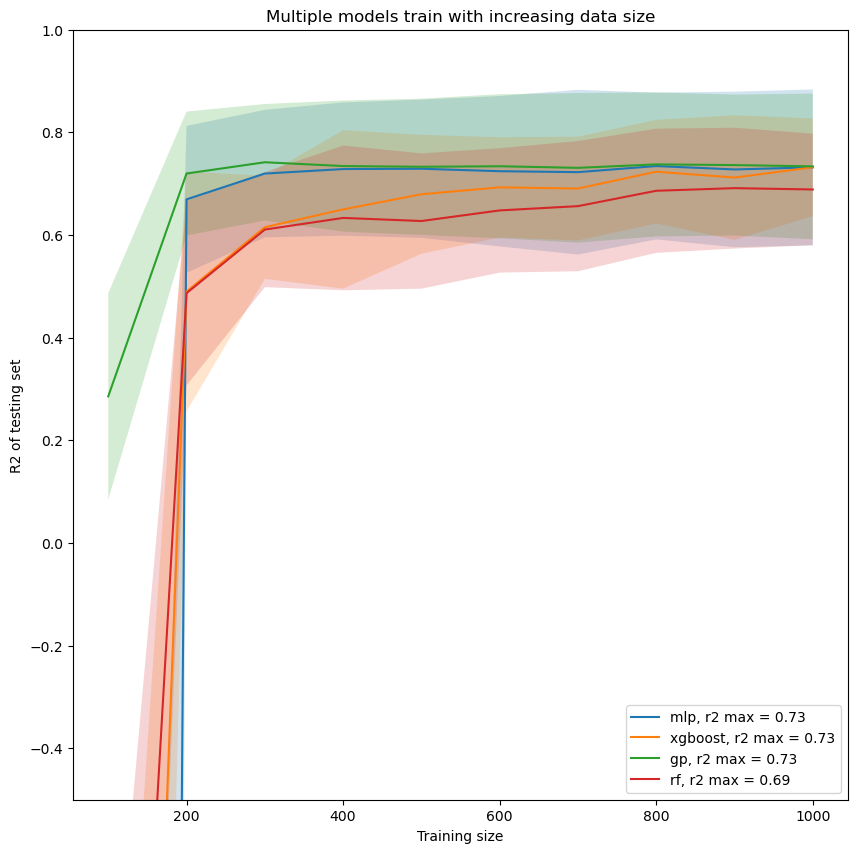 Multiple models train with increasing data size
R2 of testing set
1.0
0.8
0.6
0.4
0.2
0.0
−0.2
−0.4
mlp, r2 max = 0.73
xgboost, r2 max = 0.73
gp, r2 max = 0.73
rf, r2 max = 0.69
200 400 600 800 1000
Training size